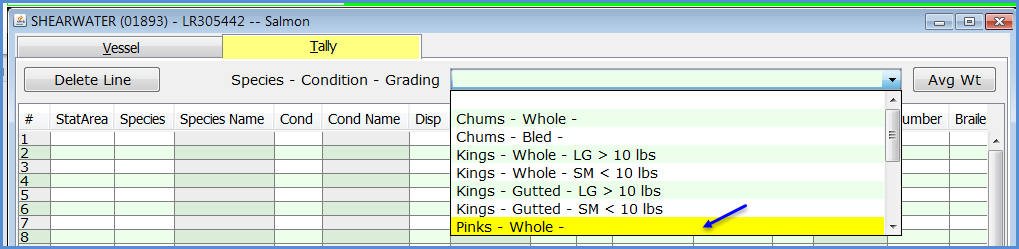 SHEARWATER (01893) - LR305442 -- Salmon
Vessel Tally
Delete Line Species - Condition - Grading Avg Wt
# StatArea Species Species Name Cond Cond Name Disp umber Braile
Chums - Whole -
1
Chums - Bled -
2
Kings - Whole - LG > 10 lbs
3
Kings - Whole - SM < 10 lbs
4
Kings - Gutted - LG > 10 lbs
5
Kings - Gutted - SM < 10 lbs
6
Pinks - Whole -
7
8